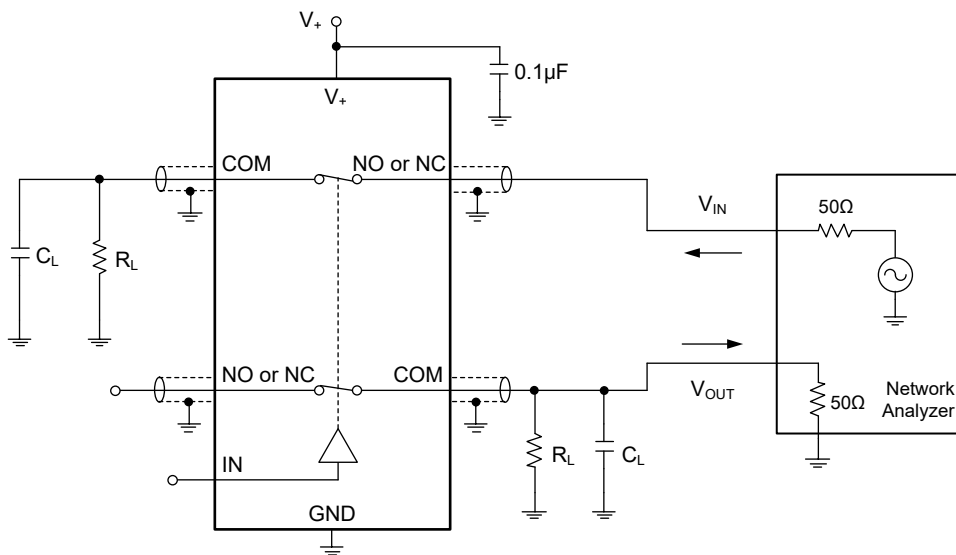 V+
0.1µF
V+
COM
NO or NC
VIN
50Ω
CL
RL
NO or NC
COM
VOUT
50Ω
Network
Analyzer
RL
CL
IN
GND